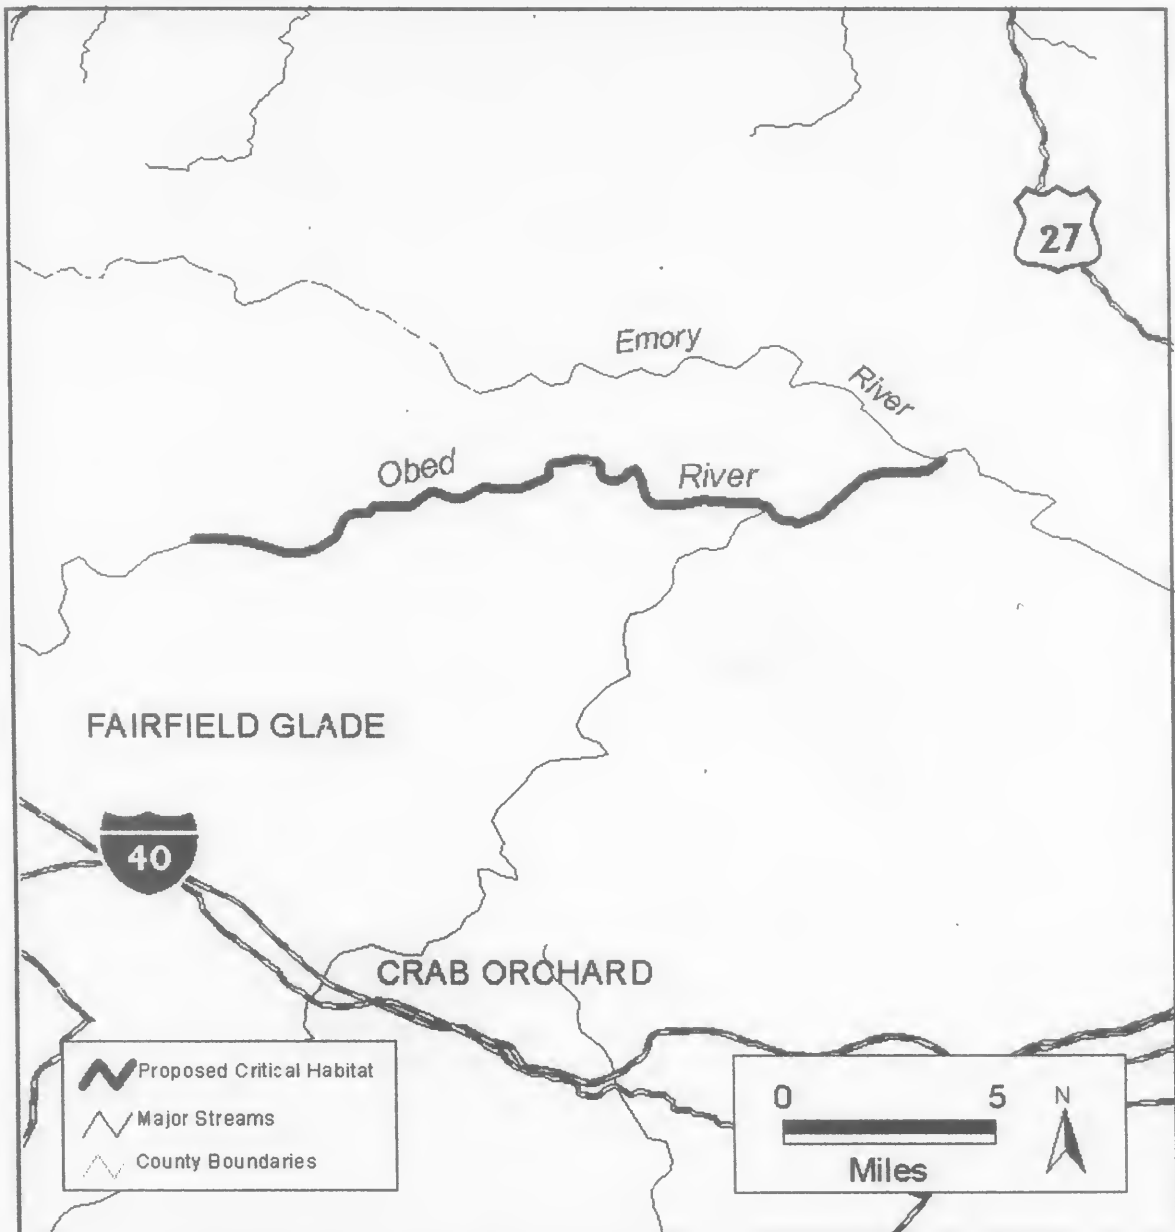 27
Emory
River
Obed
River
FAIRFIELD GLADE
40
CRAB ORCHARD
Proposed Critical Habitat
Major Streams
County Boundaries
0 5
N
Miles